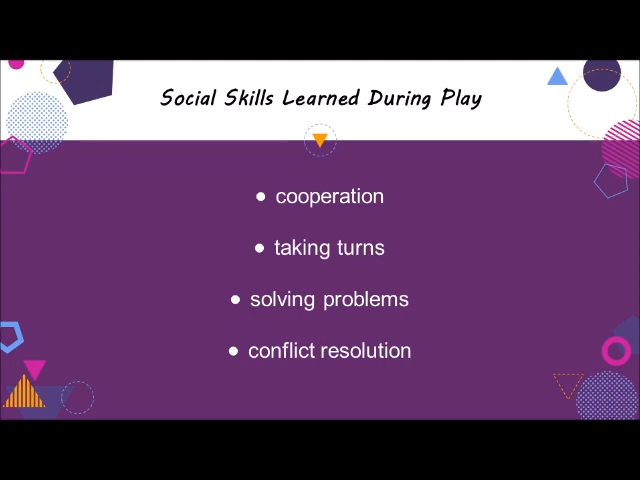 Social Skills Learned During Play
• cooperation
• taking turns
• solving problems
• conflict resolution